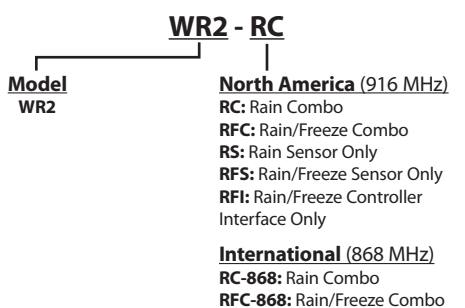 WR2 - RC
Model
WR2
North America (916 MHz)
RC: Rain Combo
RFC: Rain/Freeze Combo
RS: Rain Sensor Only
RFS: Rain/Freeze Sensor Only
RFI: Rain/Freeze Controller
Interface Only
International (868 MHz)
RC-868: Rain Combo
RFC-868: Rain/Freeze Combo